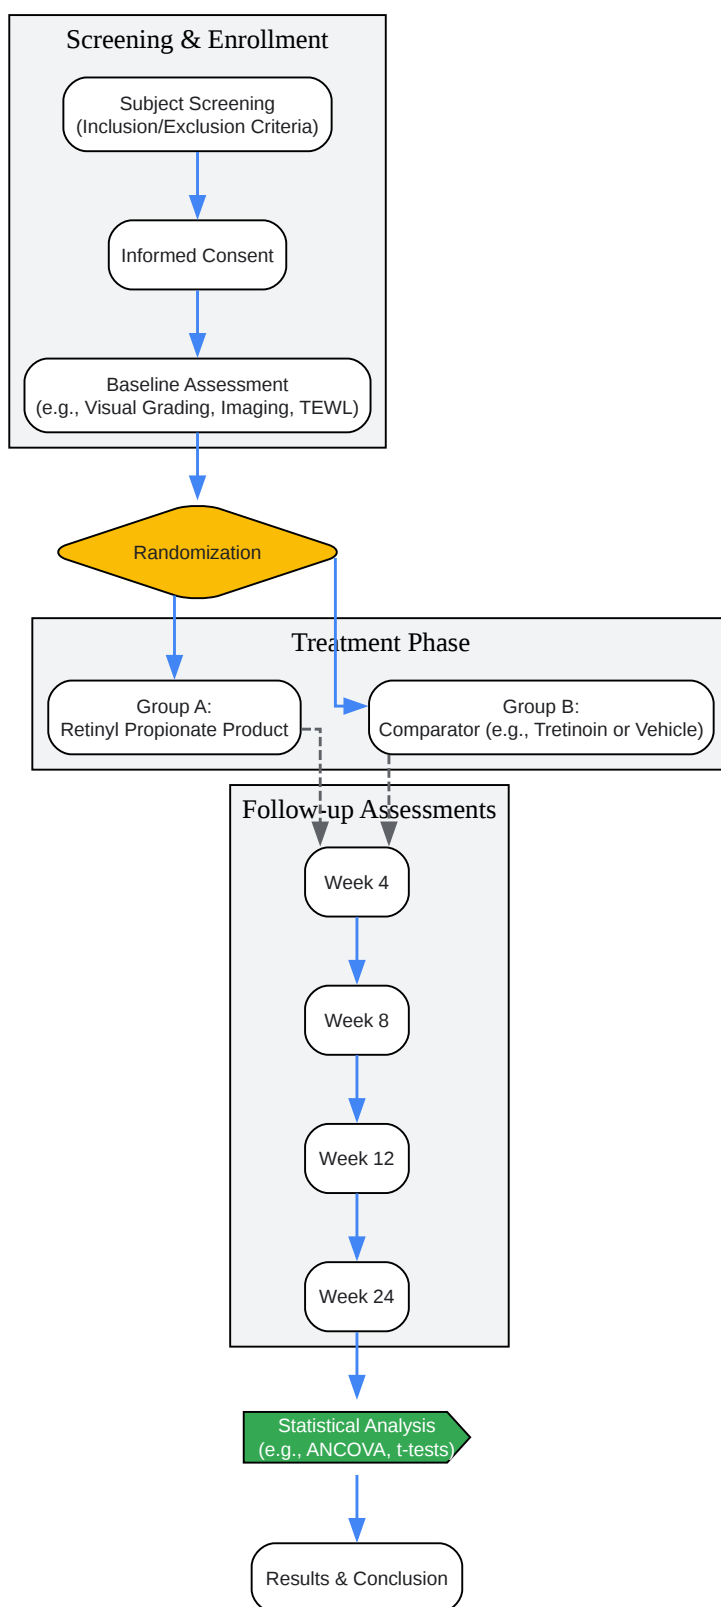 Screening & Enrollment
Subject Screening
(Inclusion/Exclusion Criteria)
Informed Consent
Baseline Assessment
(e.g., Visual Grading, Imaging, TEWL)
Randomization
Treatment Phase
Group A:
Retinyl Propionate Product
Group B:
Comparator (e.g., Tretinoin or Vehicle)
Follow-up Assessments
Week 4
Week 8
Week 12
Week 24
Statistical Analysis
(e.g., ANCOVA, t-tests)
Results & Conclusion